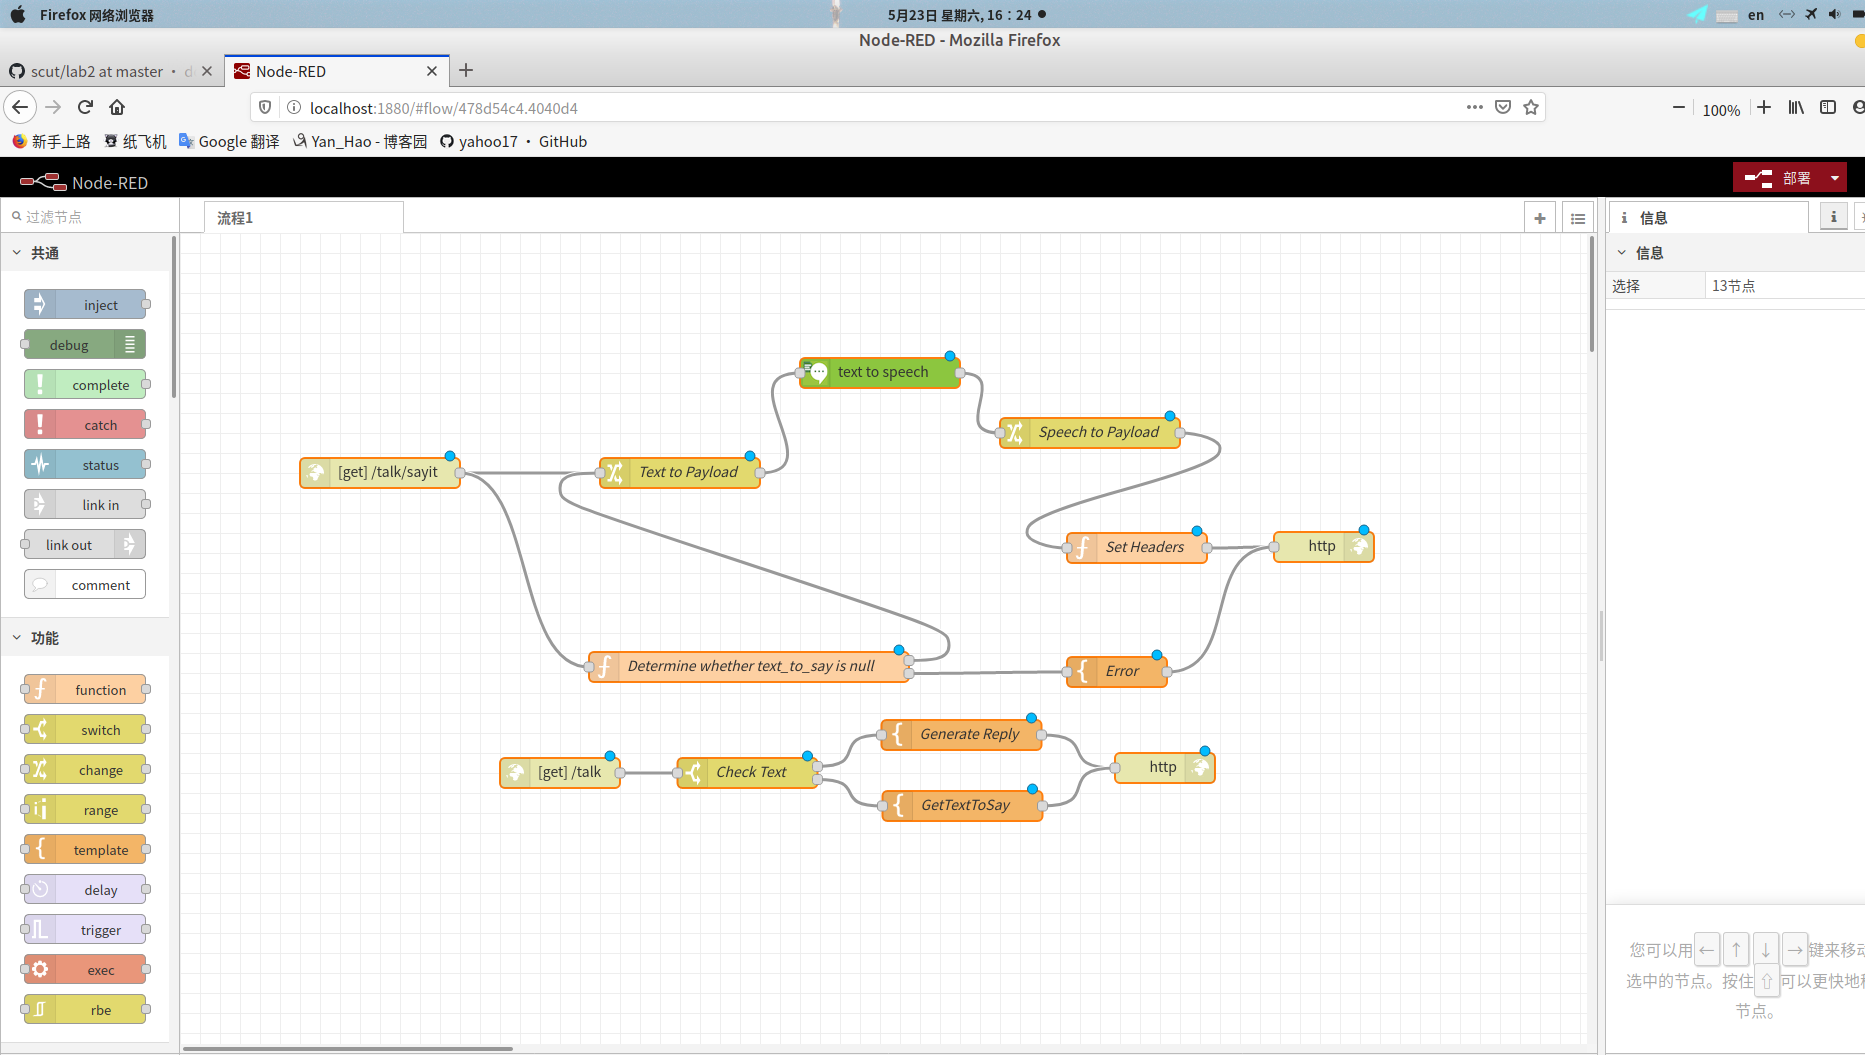 Firefox 网络浏览器
5月23日 星期六, 16：24
en
Node-RED - Mozilla Firefox
scut/lab2 at master · d
Node-RED
localhost:1880/#flow/478d54c4.4040d4
100%
新手上路
纸飞机
Google 翻译
Yan_Hao - 博客园
yahoo17 · GitHub
Node-RED
部署
过滤节点
流程1
信息
共通
inject
debug
complete
catch
status
link in
link out
comment
功能
function
switch
change
range
template
delay
trigger
exec
rbe
text to speech
Speech to Payload
[get] /talk/sayit
Text to Payload
Set Headers
http
Determine whether text_to_say is null
Error
Generate Reply
[get] /talk
Check Text
http
GetTextToSay
信息
选择
13节点
您可以用 ← ↑ ↓ → 键来移动
选中的节点。按住 ⇧ 可以更快地移
节点。